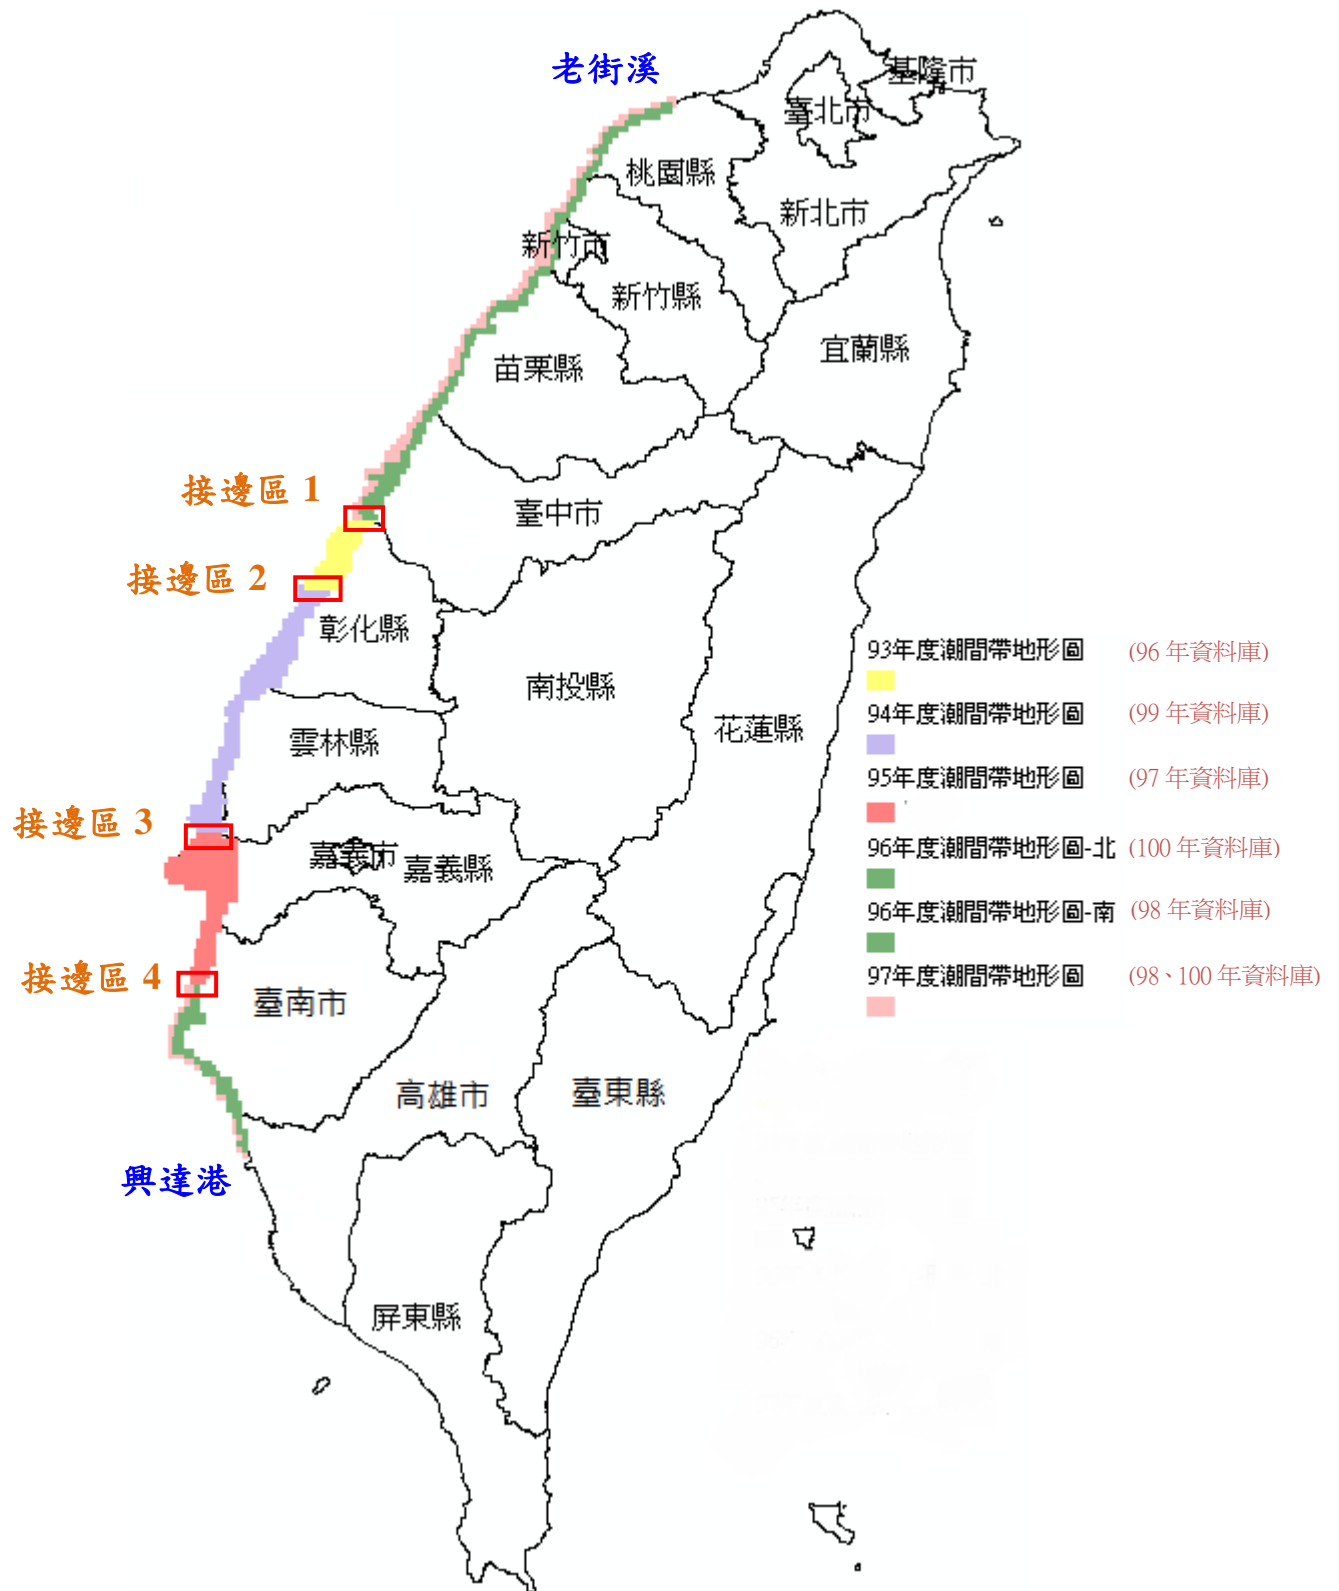 老街溪
基隆市
臺北市
桃園縣
新北市
新竹市
新竹縣
宜蘭縣
苗栗縣
接邊區 1
臺中市
接邊區 2
彰化縣
93年度潮間帶地形圖 (96 年資料庫)
南投縣
94年度潮間帶地形圖 (99 年資料庫)
花蓮縣
雲林縣
95年度潮間帶地形圖 (97 年資料庫)
接邊區 3
96年度潮間帶地形圖-北 (100 年資料庫)
嘉義市
嘉義縣
96年度潮間帶地形圖-南 (98 年資料庫)
接邊區 4
97年度潮間帶地形圖 (98、100 年資料庫)
臺南市
高雄市
臺東縣
興達港
屏東縣